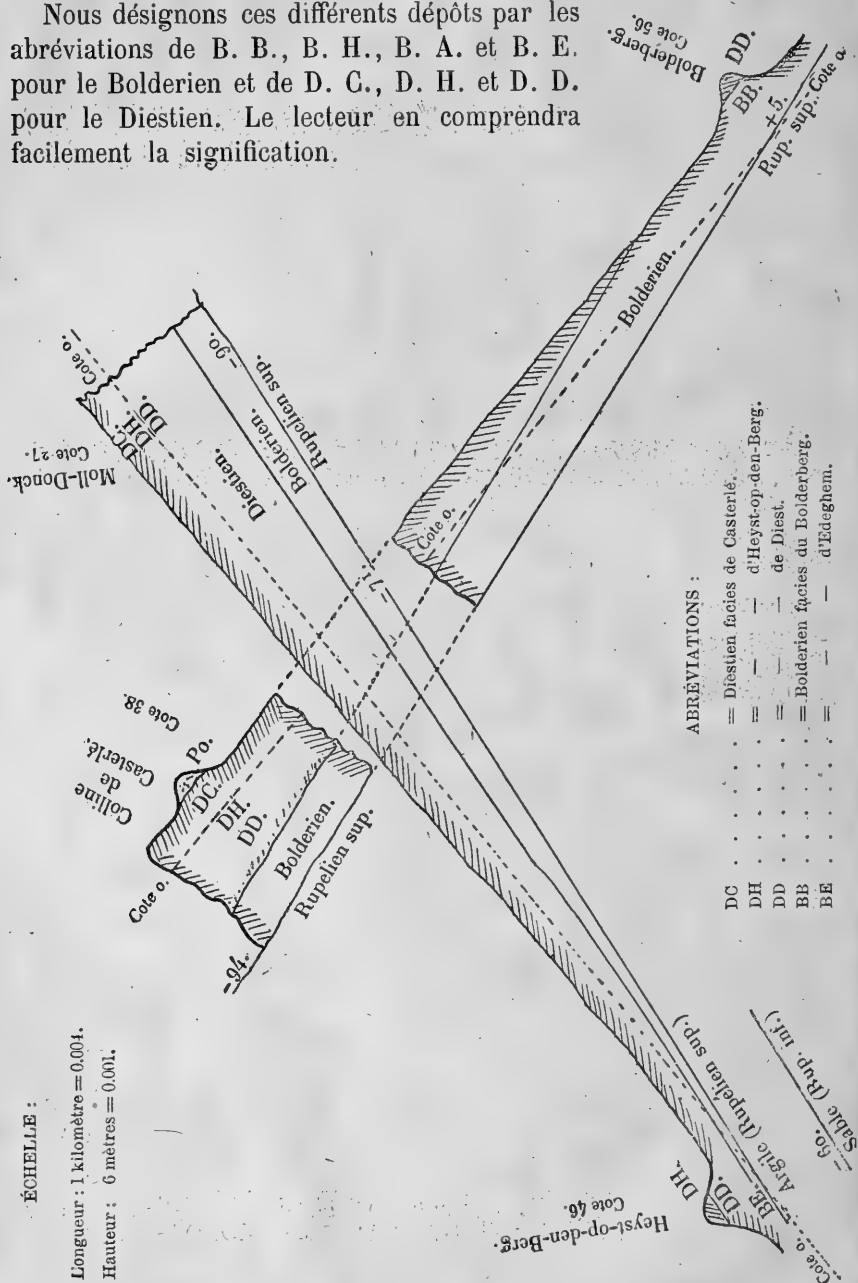 Nous désignons ces différents dépôts par les
abréviations de B. B., B. H., B. A. et B. E.
pour le Bolderien et de D. C., D. H. et D. D.
pour le Diestien. Le lecteur en comprendra
facilement la signification.
Bolderberg.
Cote 56.
DD.
BB.
+5.
Rup. sup.
Cote o.
Bolderien.
Cote o.
Moll-Donck.
Cote 27.
Cote o.
DC.
DH.
DD.
Diestien.
Bolderien.
-90.
Rupelien sup.
-71
Colline
de
Casterlé.
Cote 38.
Po.
DC.
DH.
DD.
Cote o.
Bolderien.
Rupelien sup.
-94.
Heyst-op-den-Berg.
Cote 46.
DH.
DD.
BE.
Cote o.
Argile (Rupélien sup.)
-60.
Sable (Rup. inf.)
ÉCHELLE :
Longueur : 1 kilomètre = 0.001.
Hauteur : 6 mètres = 0.001.
ABRÉVIATIONS :
DC . . . . . = Diestien facies de Casterlé.
DH . . . . . = — — d'Heyst-op-den-Berg.
DD . . . . . = — — de Diest.
BB . . . . . = Bolderien facies du Bolderberg.
BE . . . . . = — — d'Edeghem.